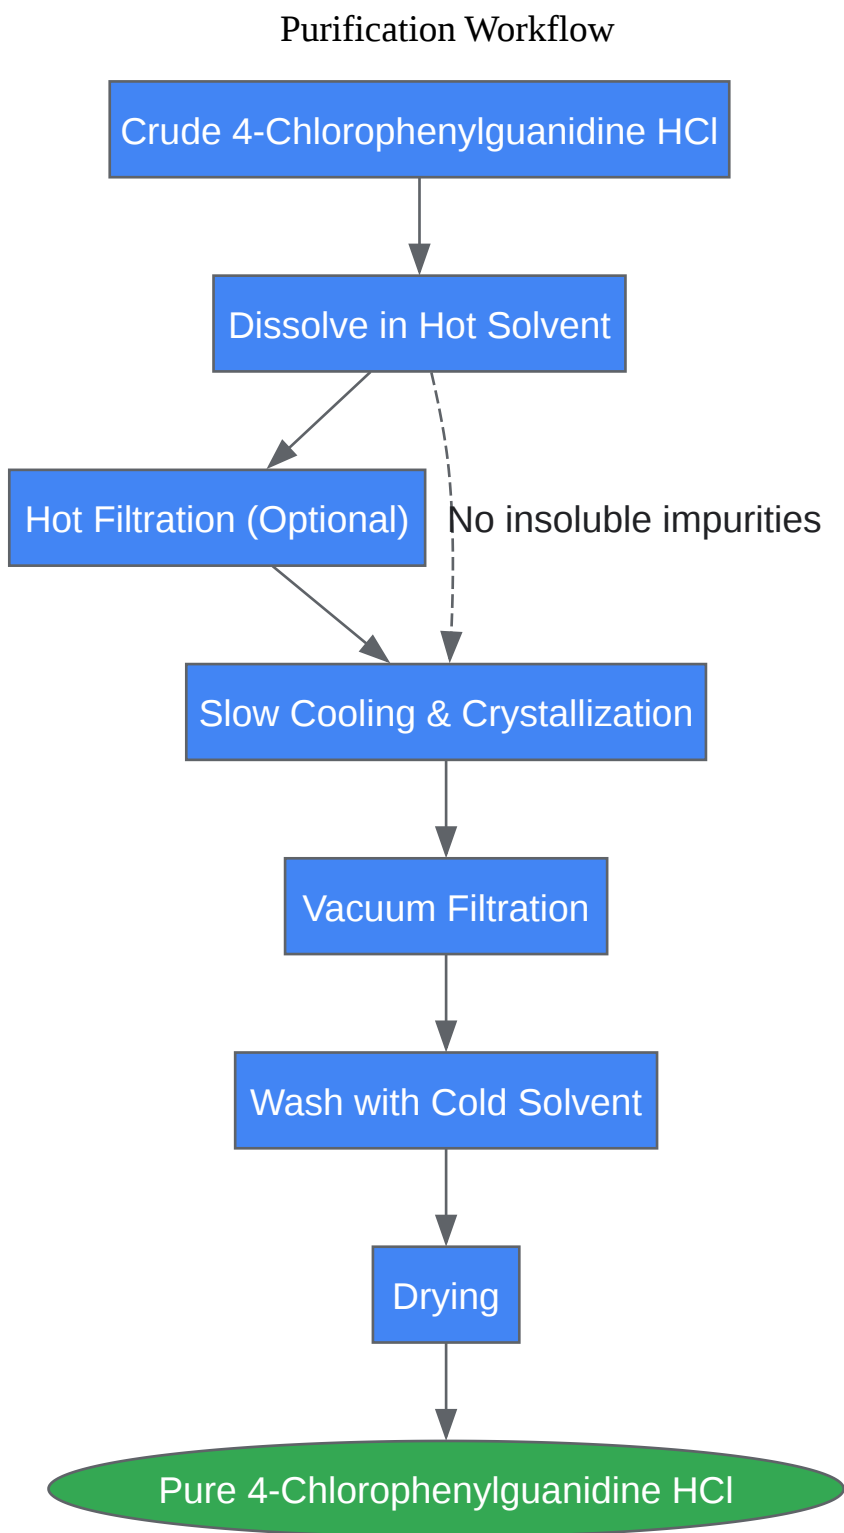 Purification Workflow
Crude 4-Chlorophenylguanidine HCl
Dissolve in Hot Solvent
Hot Filtration (Optional)
No insoluble impurities
Slow Cooling & Crystallization
Vacuum Filtration
Wash with Cold Solvent
Drying
Pure 4-Chlorophenylguanidine HCl